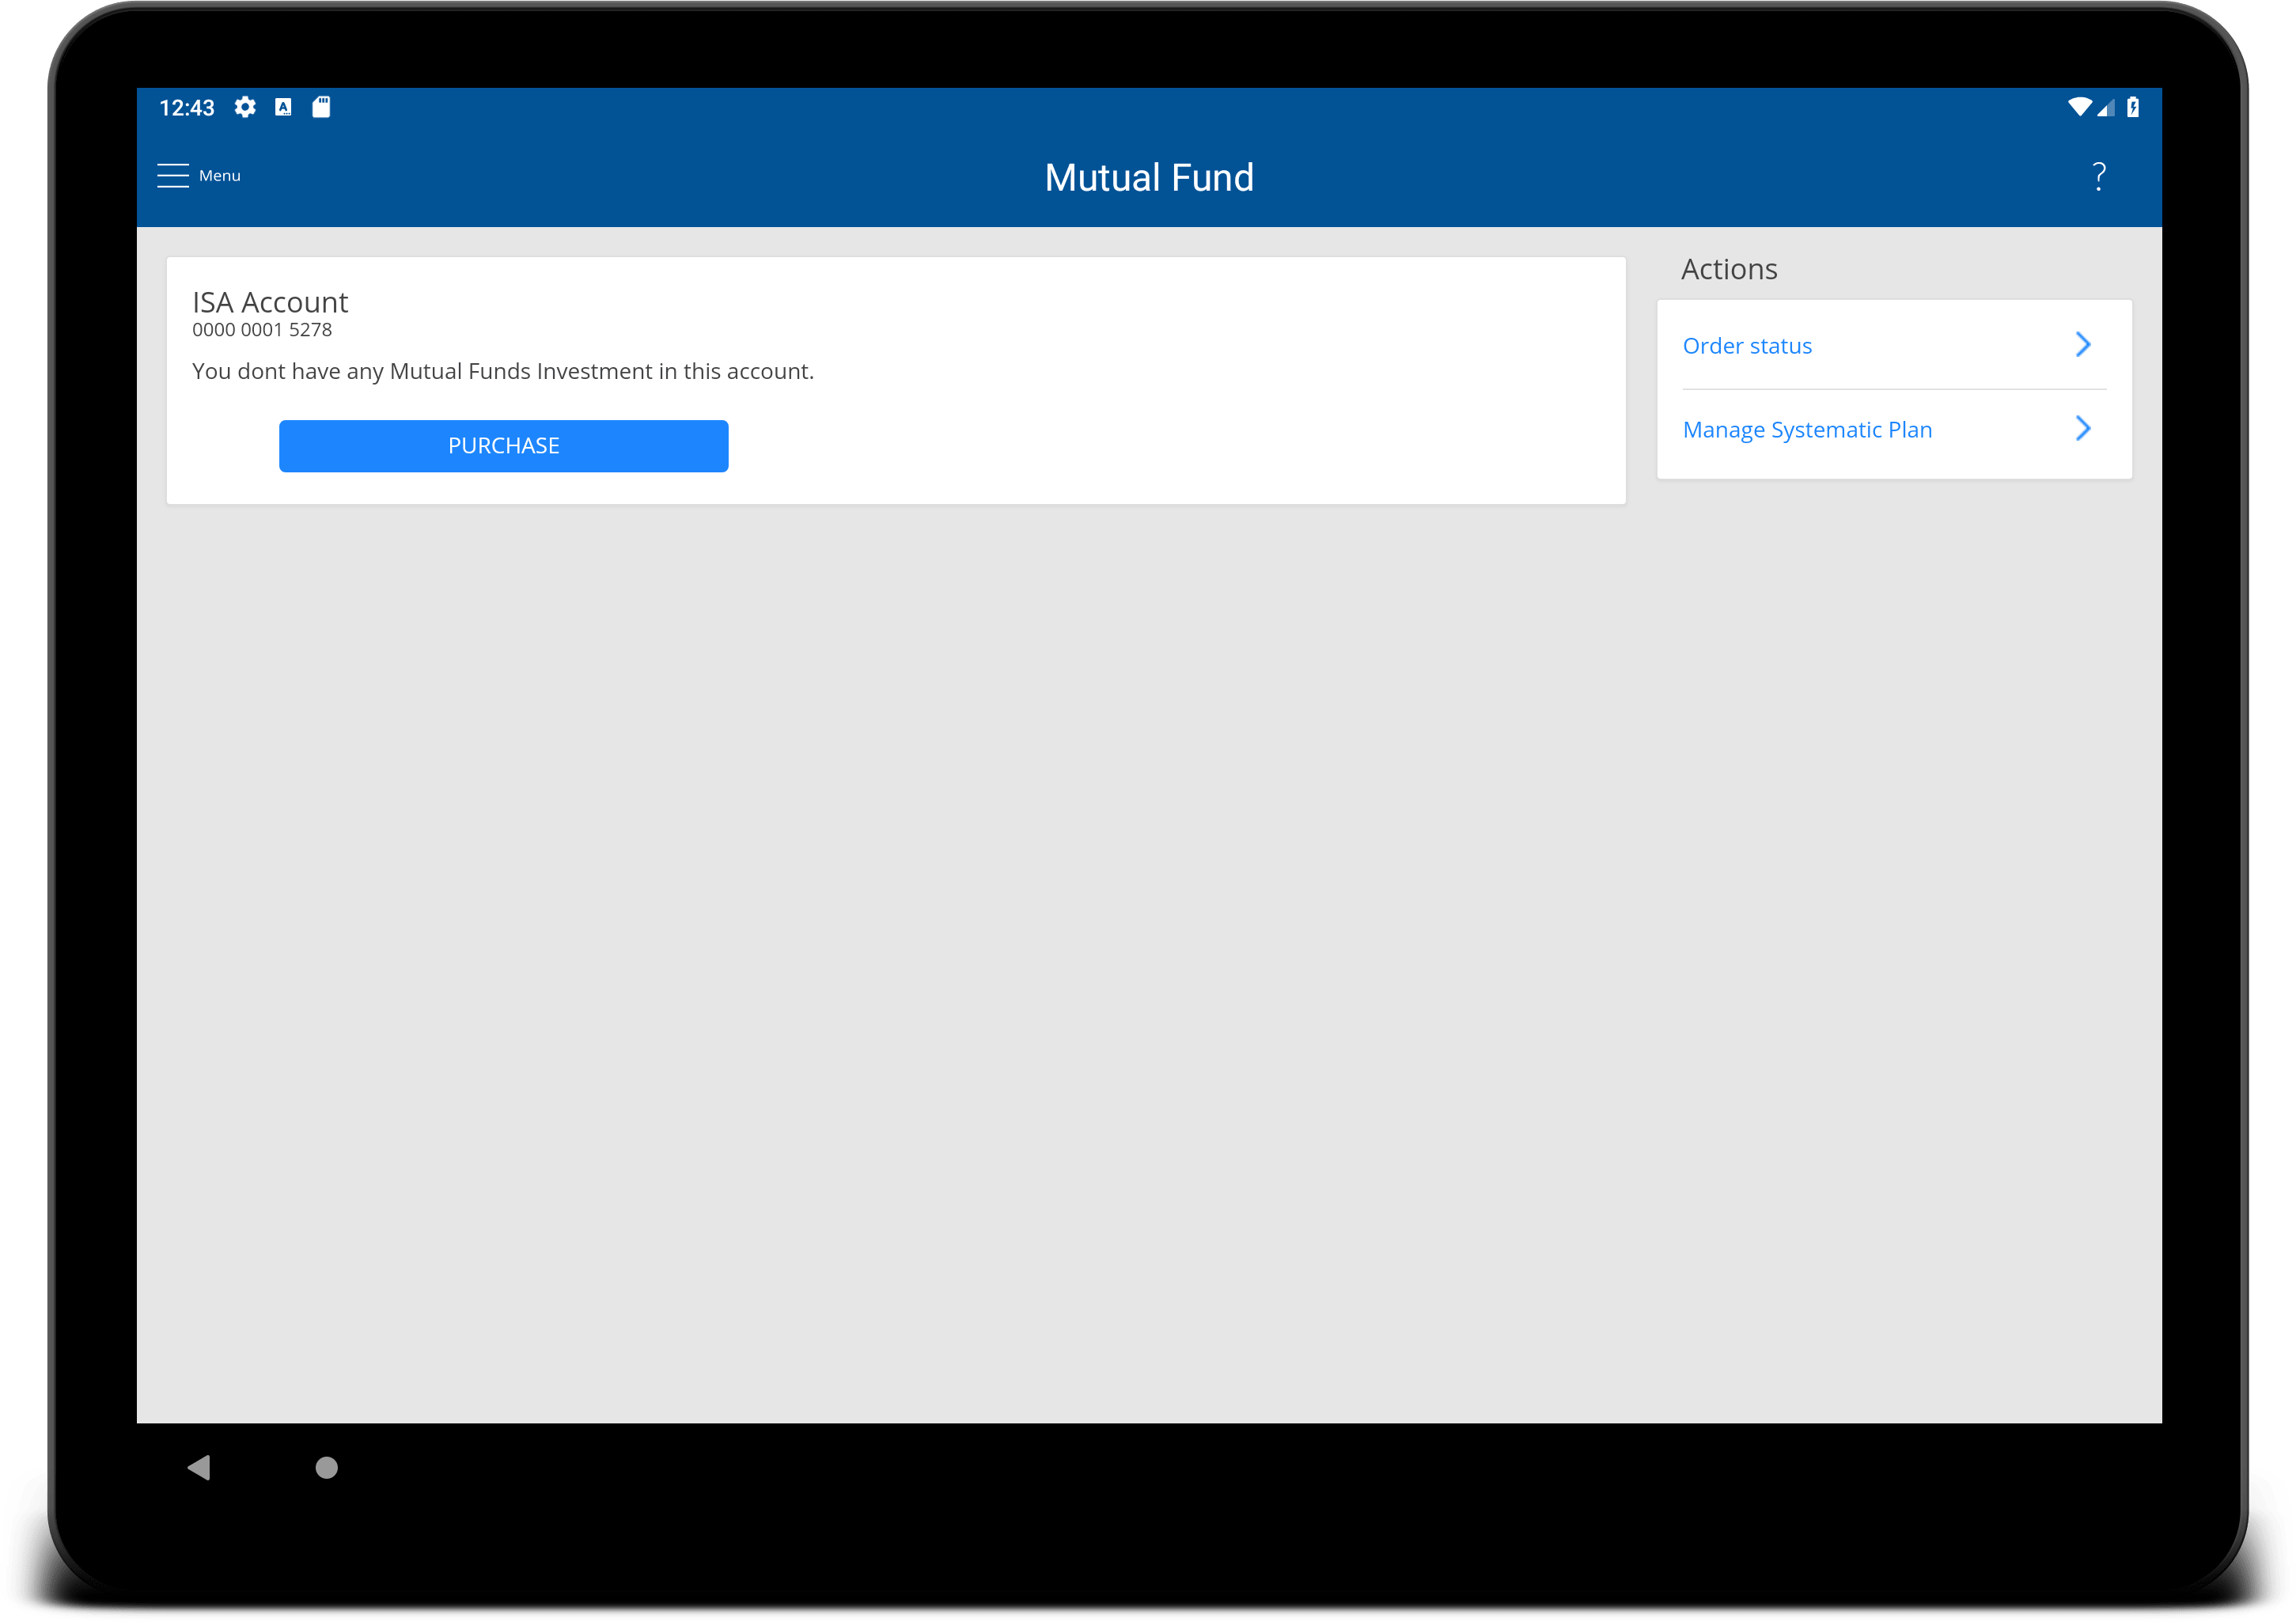 12:43
Menu
Mutual Fund
?
ISA Account
0000 0001 5278
You dont have any Mutual Funds Investment in this account.
PURCHASE
Actions
Order status
Manage Systematic Plan